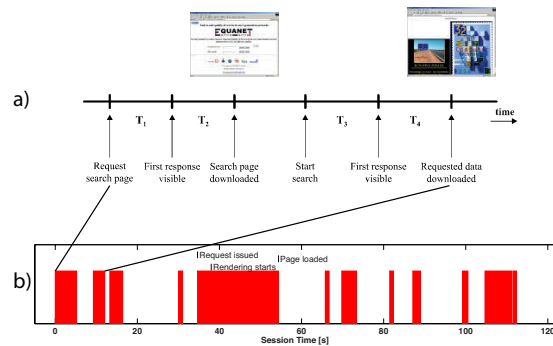 EQUANET
a)
T1
T2
T3
T4
time
Request
search page
First response
visible
Search page
downloaded
Start
search
First response
visible
Requested data
downloaded
b)
Request issued
Rendering starts
Page loaded
0
20
40
60
80
100
120
Session Time [s]